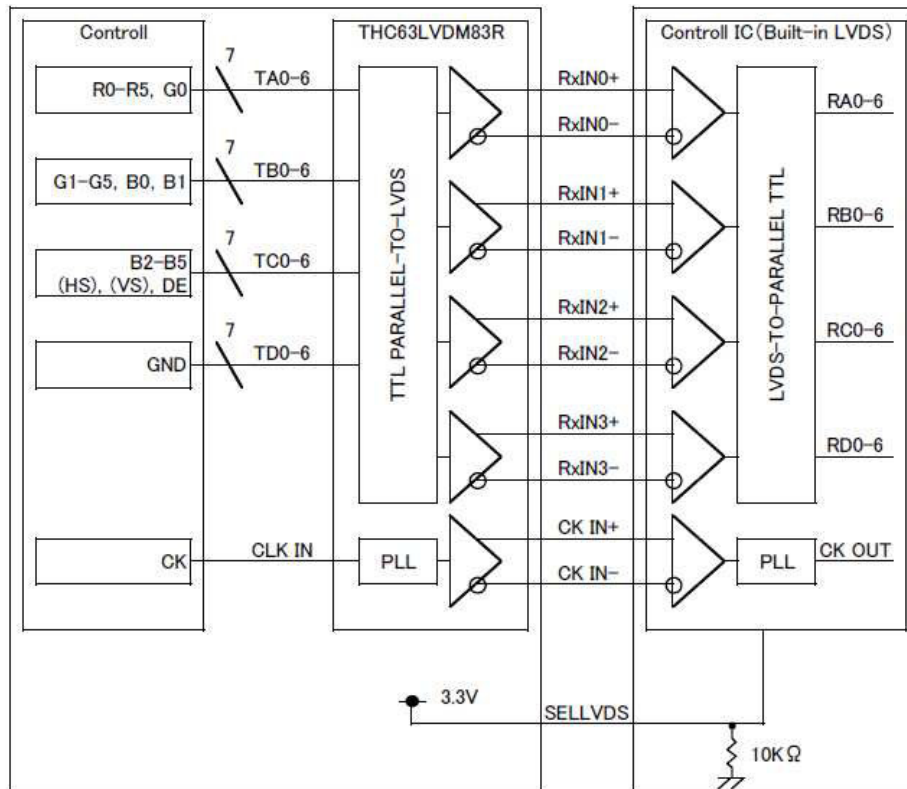 Controll
THC63LVDM83R
Controll IC(Built-in LVDS)
R0-R5, G0
7
TA0-6
RxIN0+
RxIN0-
RA0-6
G1-G5, B0, B1
7
TB0-6
RxIN1+
RxIN1-
RB0-6
B2-B5
(HS), (VS), DE
7
TC0-6
RxIN2+
RxIN2-
RC0-6
GND
7
TD0-6
RxIN3+
RxIN3-
RD0-6
TTL PARALLEL-TO-LVDS
LVDS-TO-PARALLEL TTL
CK
CLK IN
PLL
CK IN+
CK IN-
PLL
CK OUT
3.3V
SELLVDS
10KΩ